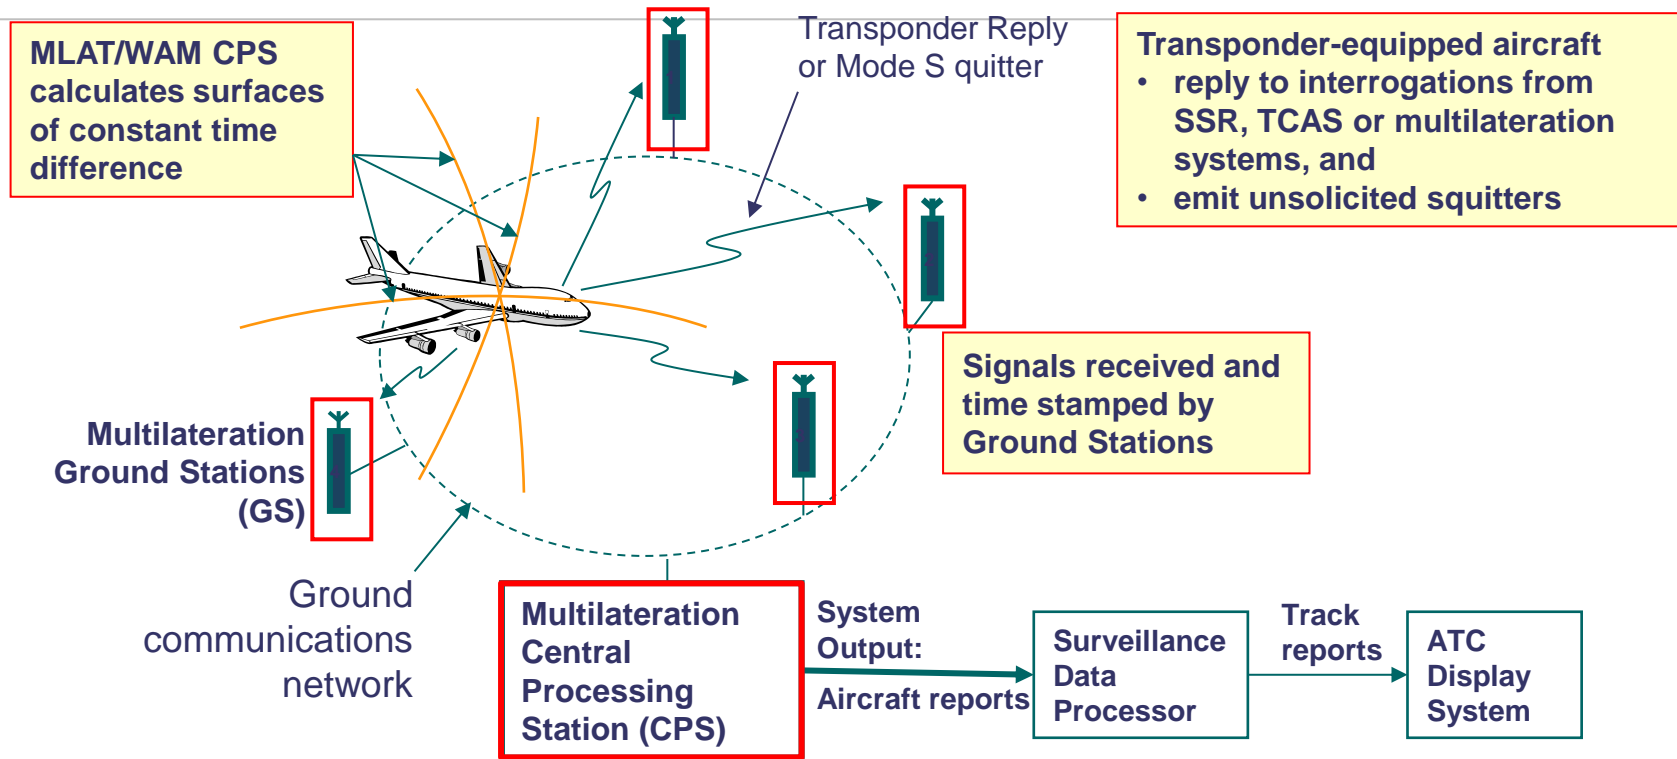 MLAT/WAM CPS
calculates surfaces
of constant time
difference
Transponder Reply
or Mode S quitter
Transponder-equipped aircraft
• reply to interrogations from
SSR, TCAS or multilateration
systems, and
• emit unsolicited squitters
Signals received and
time stamped by
Ground Stations
Multilateration
Ground Stations
(GS)
Ground
communications
network
Multilateration
Central
Processing
Station (CPS)
System
Output:
Aircraft reports
Surveillance
Data
Processor
Track
reports
ATC
Display
System